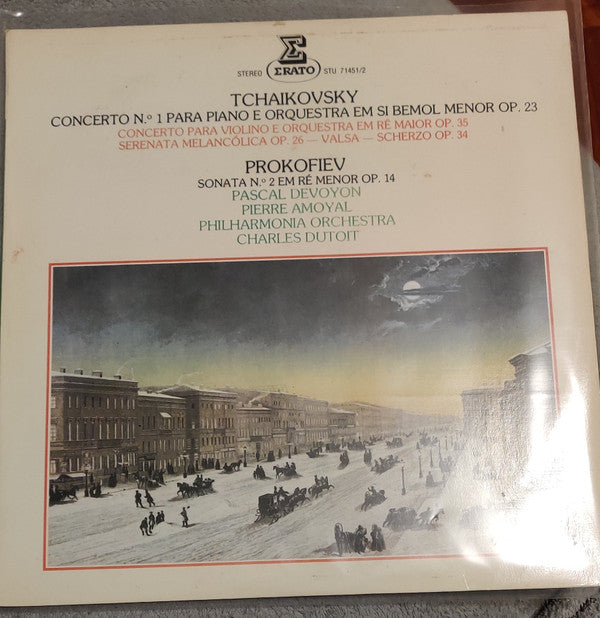 STEREO ERATO STU 71451/2
TCHAIKOVSKY
CONCERTO N.º 1 PARA PIANO E ORQUESTRA EM SI BEMOL MENOR OP. 23
CONCERTO PARA VIOLINO E ORQUESTRA EM RÉ MAIOR OP. 35
SERENATA MELANCÓLICA OP. 26 — VALSA — SCHERZO OP. 34
PROKOFIEV
SONATA N.º 2 EM RÉ MENOR OP. 14
PASCAL DEVOYON
PIERRE AMOYAL
PHILHARMONIA ORCHESTRA
CHARLES DUTOIT